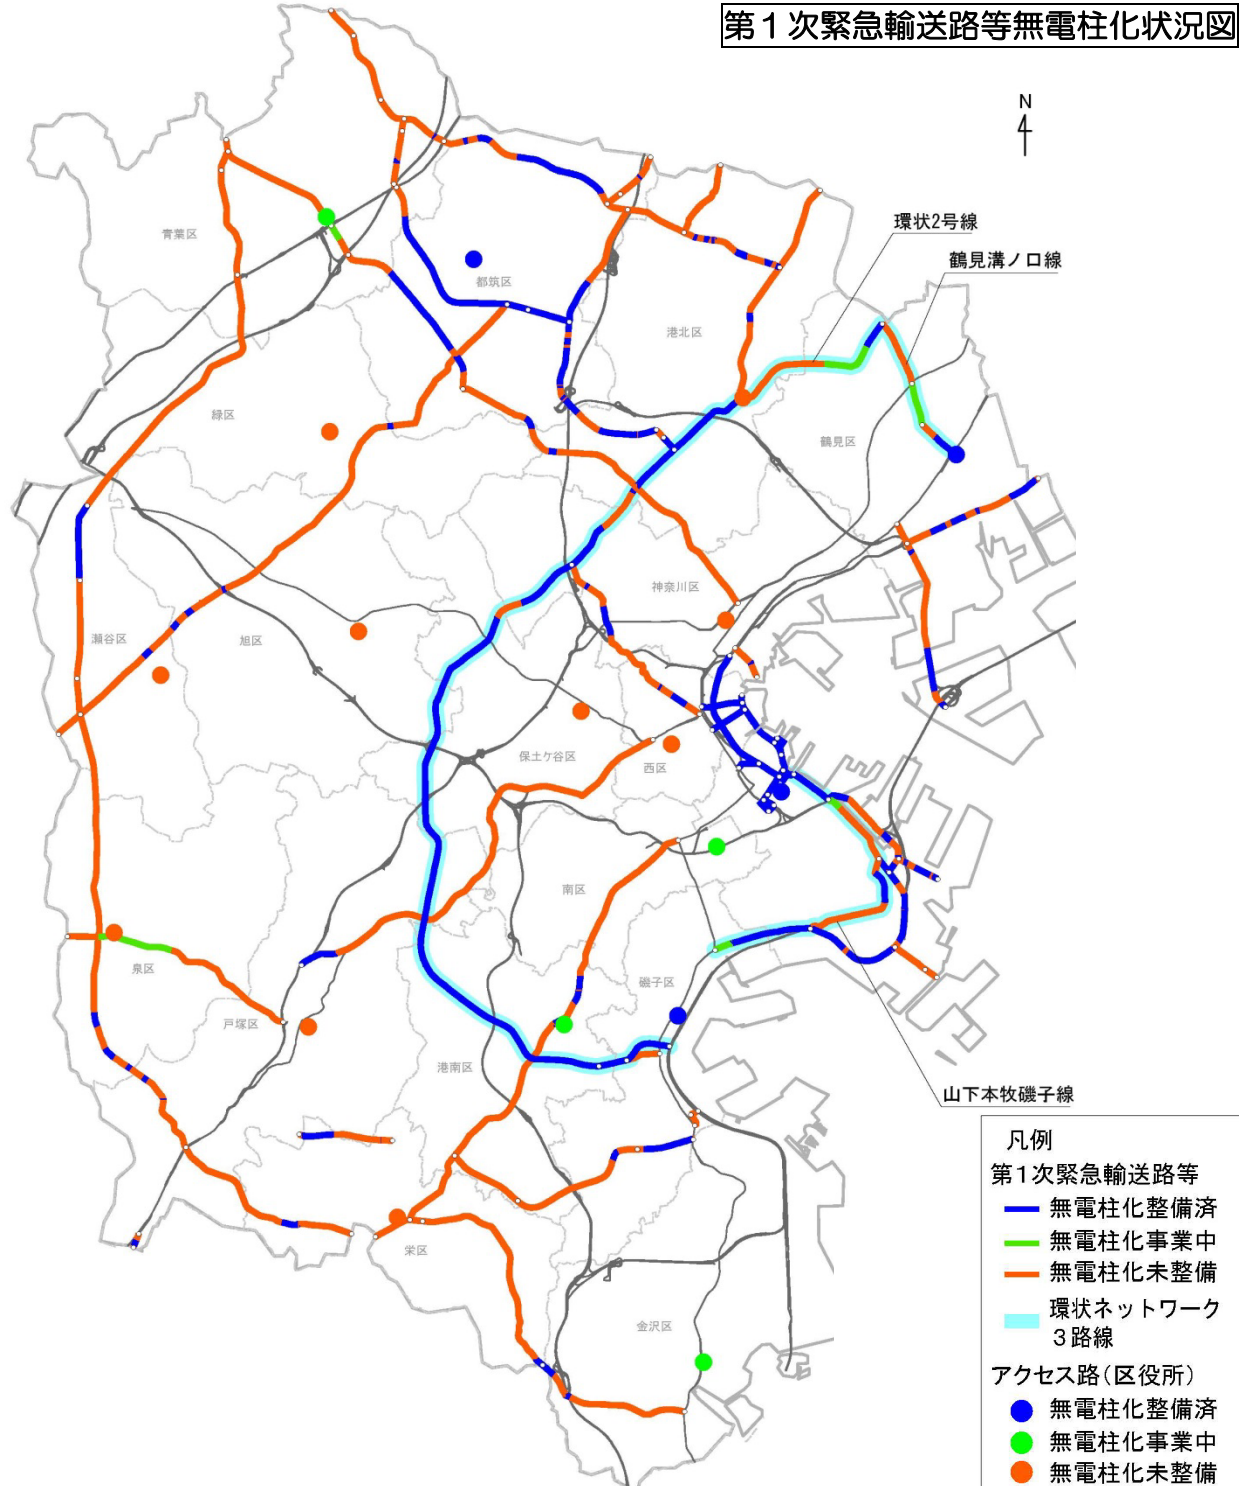 第１次緊急輸送路等無電柱化状況図
N
環状2号線
鶴見溝ノ口線
青葉区
都筑区
港北区
緑区
鶴見区
神奈川区
瀬谷区
旭区
保土ケ谷区
西区
南区
泉区
磯子区
戸塚区
港南区
山下本牧磯子線
栄区
金沢区
凡例
第１次緊急輸送路等
無電柱化整備済
無電柱化事業中
無電柱化未整備
環状ネットワーク
３路線
アクセス路（区役所）
無電柱化整備済
無電柱化事業中
無電柱化未整備